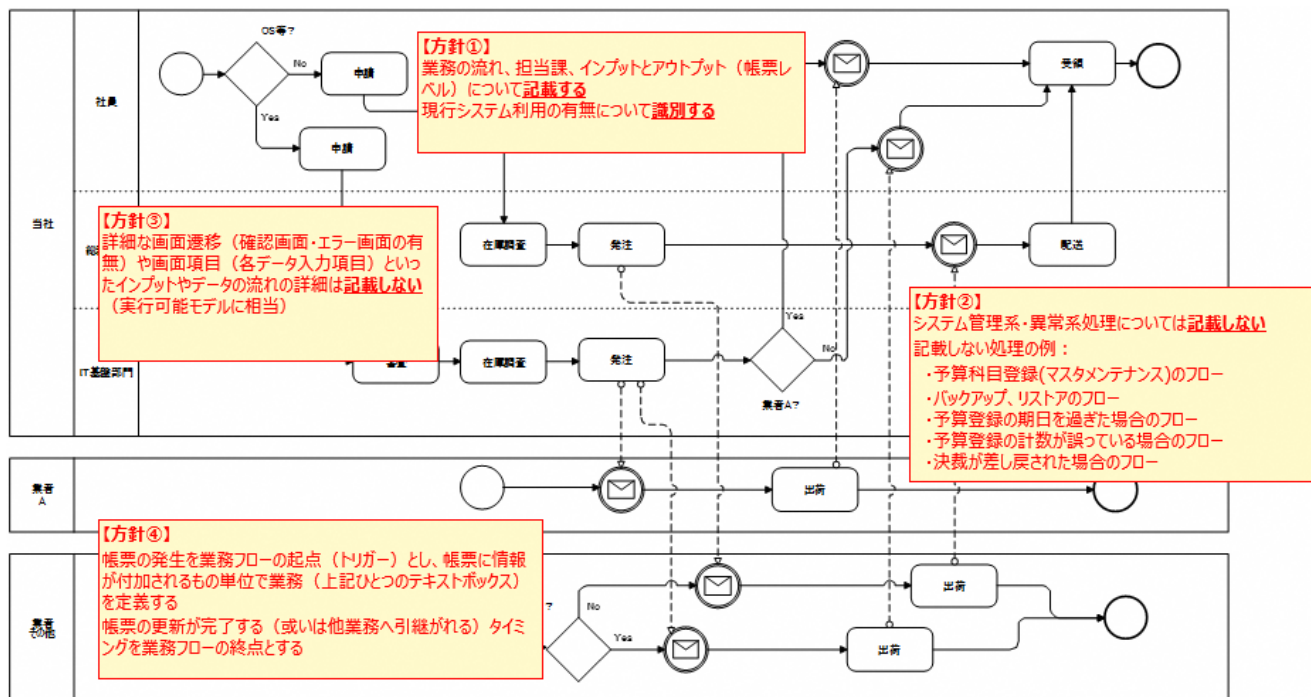 OS等?
No
Yes
申請
申請
【方針①】
業務の流れ、担当課、インプットとアウトプット（帳票レ
ベル）について記載する
現行システム利用の有無について識別する
受領
社員
当社
【方針③】
詳細な画面遷移（確認画面・エラー画面の有
無）や画面項目（各データ入力項目）といっ
たインプットやデータの流れの詳細は記載しない
（実行可能モデルに相当）
在庫調査
発注
配送
【方針②】
システム管理系・異常系処理については記載しない
記載しない処理の例：
・予算科目登録(マスタメンテナンス)のフロー
・バックアップ、リストアのフロー
・予算登録の期日を過ぎた場合のフロー
・予算登録の計数が誤っている場合のフロー
・決裁が差し戻された場合のフロー
IT基盤部門
在庫調査
発注
Yes
No
業者A?
業者
A
出荷
【方針④】
帳票の発生を業務フローの起点（トリガー）とし、帳票に情報
が付加されるもの単位で業務（上記ひとつのテキストボックス）
を定義する
帳票の更新が完了する（或いは他業務へ引継がれる）タイミ
ングを業務フローの終点とする
業者
その他
?
No
Yes
出荷
出荷